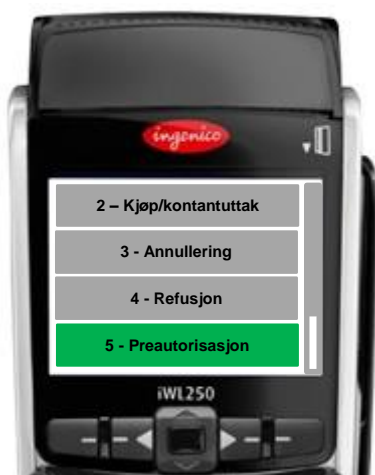 ingenico
2 – Kjøp/kontantuttak
3 - Annullering
4 - Refusjon
5 - Preautorisasjon
iWL250